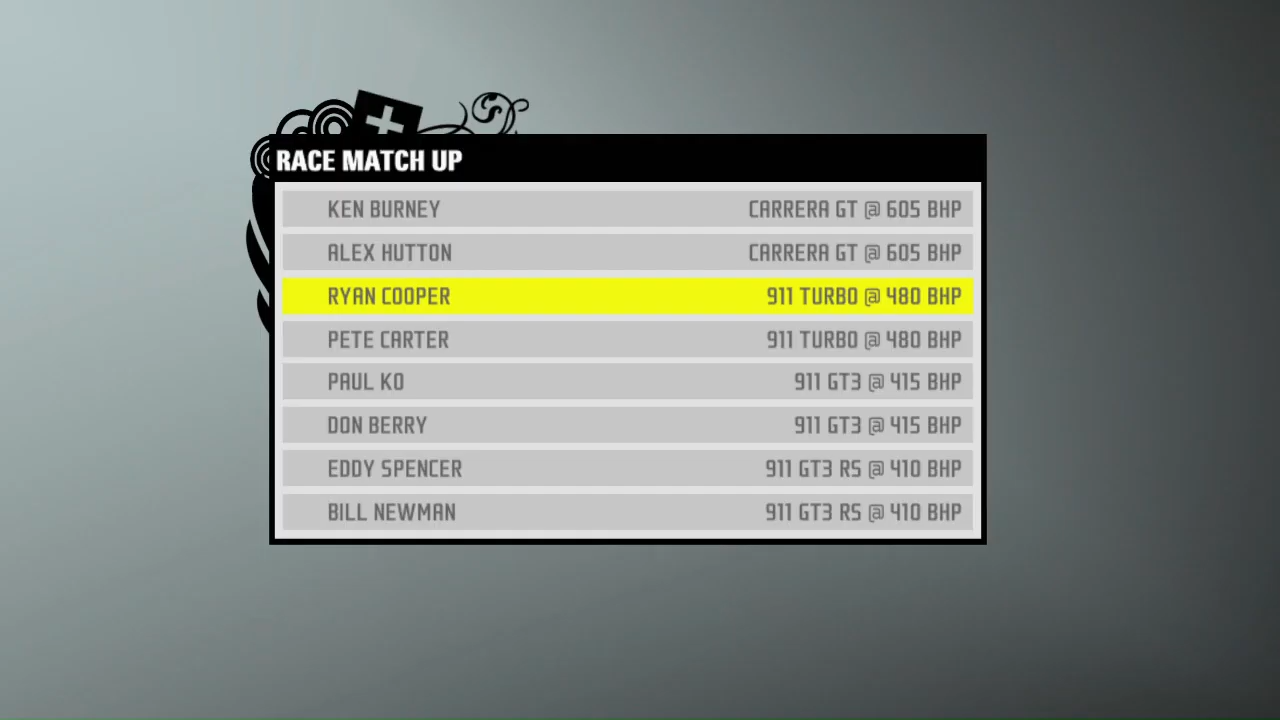 RACE MATCH UP
KEN BURNEY CARRERA GT @ 605 BHP
ALEX HUTTON CARRERA GT @ 605 BHP
RYAN COOPER 911 TURBO @ 480 BHP
PETE CARTER 911 TURBO @ 480 BHP
PAUL KO 911 GT3 @ 415 BHP
DON BERRY 911 GT3 @ 415 BHP
EDDY SPENCER 911 GT3 RS @ 410 BHP
BILL NEWMAN 911 GT3 RS @ 410 BHP